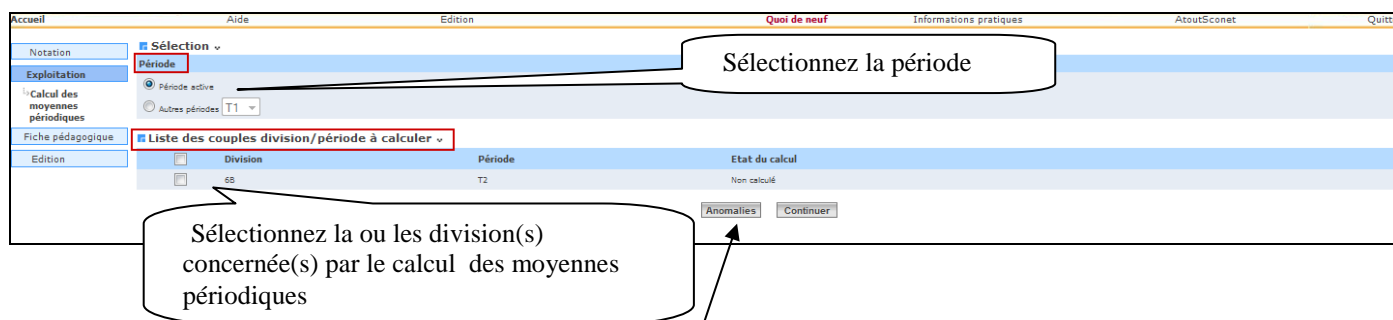 Accueil Aide Edition Quoi de neuf Informations pratiques AtoutSconet Quitt
Notation
Exploitation
Calcul des
moyennes
périodiques
Fiche pédagogique
Edition
Sélection
Période
Période active
Autres périodes T1
Sélectionnez la période
Liste des couples division/période à calculer
Division Période Etat du calcul
6B T2 Non calculé
Anomalies Continuer
Sélectionnez la ou les division(s)
concernée(s) par le calcul des moyennes
périodiques